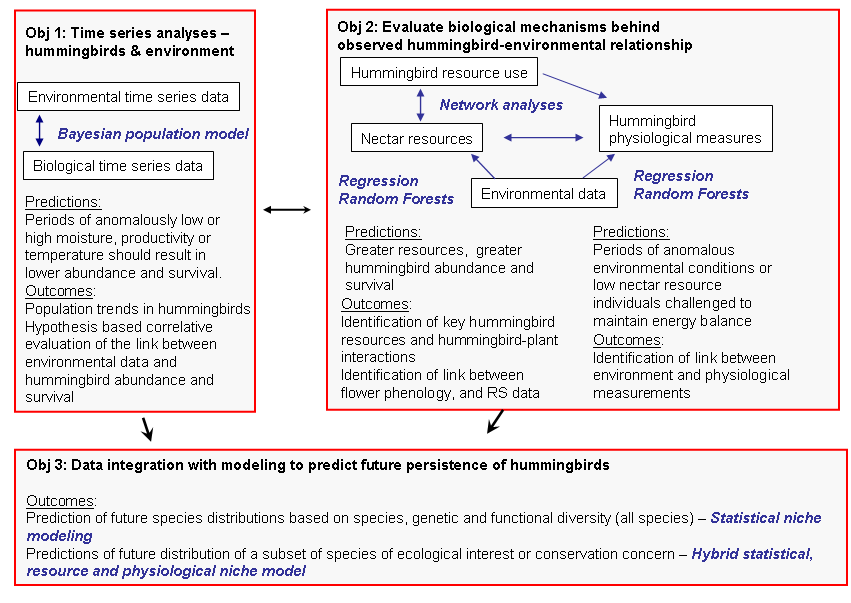 Obj 1: Time series analyses –
hummingbirds & environment
Environmental time series data
Bayesian population model
Biological time series data
Predictions:
Periods of anomalously low or
high moisture, productivity or
temperature should result in
lower abundance and survival.
Outcomes:
Population trends in hummingbirds
Hypothesis based correlative
evaluation of the link between
environmental data and
hummingbird abundance and
survival
Obj 2: Evaluate biological mechanisms behind
observed hummingbird-environmental relationship
Hummingbird resource use
Network analyses
Hummingbird
physiological measures
Nectar resources
Regression
Random Forests
Environmental data
Regression
Random Forests
Predictions:
Greater resources, greater
hummingbird abundance and
survival
Outcomes:
Identification of key hummingbird
resources and hummingbird-plant
interactions
Identification of link between
flower phenology, and RS data
Predictions:
Periods of anomalous
environmental conditions or
low nectar resource
individuals challenged to
maintain energy balance
Outcomes:
Identification of link between
environment and physiological
measurements
Obj 3: Data integration with modeling to predict future persistence of hummingbirds
Outcomes:
Prediction of future species distributions based on species, genetic and functional diversity (all species) – Statistical niche
modeling
Predictions of future distribution of a subset of species of ecological interest or conservation concern – Hybrid statistical,
resource and physiological niche model